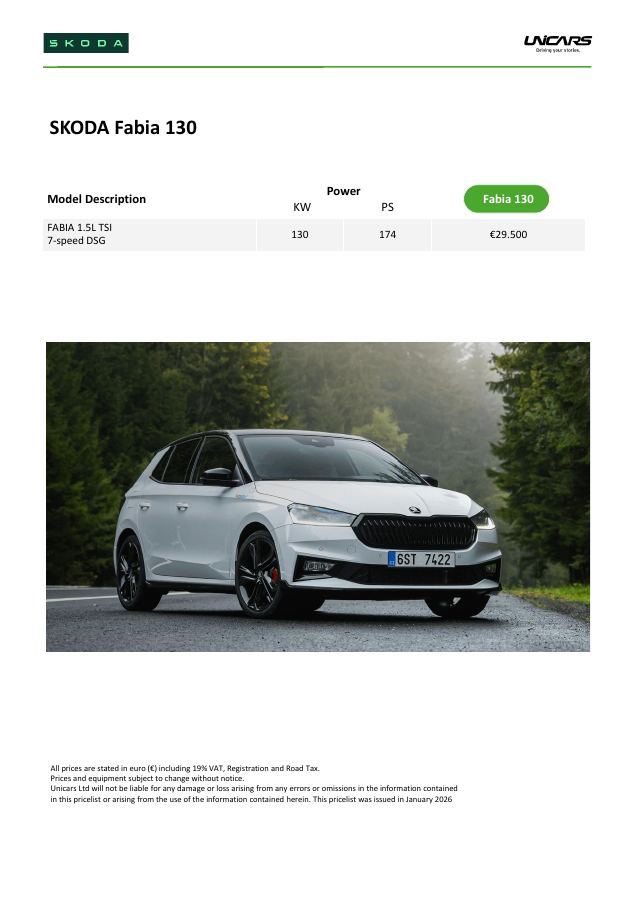 SKODA
UNICARS
Driving your stories.
SKODA Fabia 130
Model Description
Power
KW
PS
Fabia 130
FABIA 1.5L TSI
7-speed DSG
130
174
€29.500
6ST 7422
All prices are stated in euro (€) including 19% VAT, Registration and Road Tax.
Prices and equipment subject to change without notice.
Unicars Ltd will not be liable for any damage or loss arising from any errors or omissions in the information contained
in this pricelist or arising from the use of the information contained herein. This pricelist was issued in January 2026